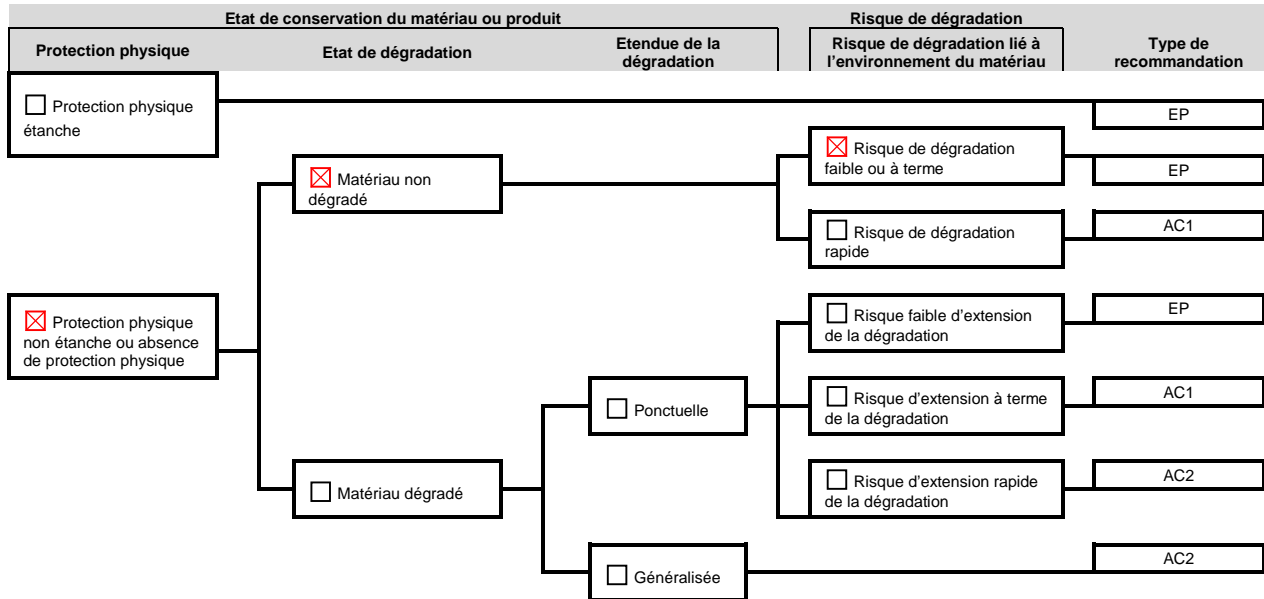 Etat de conservation du matériau ou produit
Risque de dégradation
Protection physique
Etat de dégradation
Etendue de la
dégradation
Risque de dégradation lié à
l'environnement du matériau
Type de
recommandation
Protection physique
étanche
EP
Matériau non
dégradé
Risque de dégradation
faible ou à terme
EP
Risque de dégradation
rapide
AC1
Protection physique
non étanche ou absence
de protection physique
Risque faible d'extension
de la dégradation
EP
Ponctuelle
Risque d'extension à terme
de la dégradation
AC1
Matériau dégradé
Risque d'extension rapide
de la dégradation
AC2
Généralisée
AC2